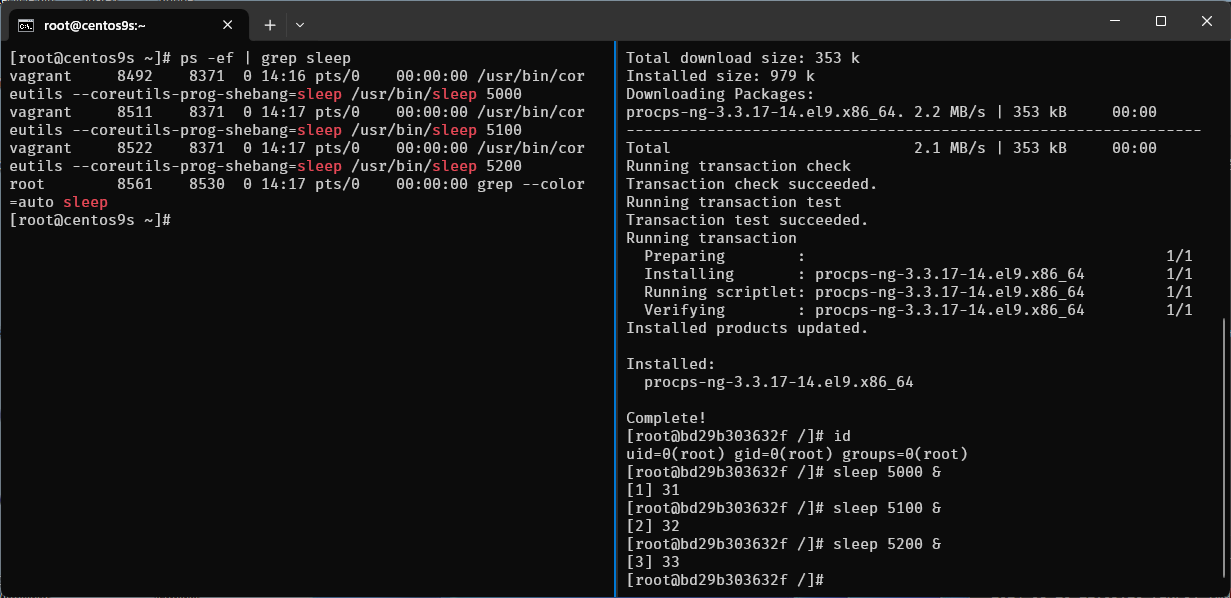 root@centos9s:~
[root@centos9s ~]# ps -ef | grep sleep
vagrant     8492    8371  0 14:16 pts/0    00:00:00 /usr/bin/cor
eutils --coreutils-prog-shebang=sleep /usr/bin/sleep 5000
vagrant     8511    8371  0 14:17 pts/0    00:00:00 /usr/bin/cor
eutils --coreutils-prog-shebang=sleep /usr/bin/sleep 5100
vagrant     8522    8371  0 14:17 pts/0    00:00:00 /usr/bin/cor
eutils --coreutils-prog-shebang=sleep /usr/bin/sleep 5200
root        8561    8530  0 14:17 pts/0    00:00:00 grep --color
=auto sleep
[root@centos9s ~]#
Total download size: 353 k
Installed size: 979 k
Downloading Packages:
procps-ng-3.3.17-14.el9.x86_64. 2.2 MB/s | 353 kB     00:00
----------------------------------------------------------------
Total                           2.1 MB/s | 353 kB     00:00
Running transaction check
Transaction check succeeded.
Running transaction test
Transaction test succeeded.
Running transaction
  Preparing        :                                        1/1
  Installing       : procps-ng-3.3.17-14.el9.x86_64         1/1
  Running scriptlet: procps-ng-3.3.17-14.el9.x86_64         1/1
  Verifying        : procps-ng-3.3.17-14.el9.x86_64         1/1
Installed products updated.

Installed:
  procps-ng-3.3.17-14.el9.x86_64

Complete!
[root@bd29b303632f /]# id
uid=0(root) gid=0(root) groups=0(root)
[root@bd29b303632f /]# sleep 5000 &
[1] 31
[root@bd29b303632f /]# sleep 5100 &
[2] 32
[root@bd29b303632f /]# sleep 5200 &
[3] 33
[root@bd29b303632f /]#